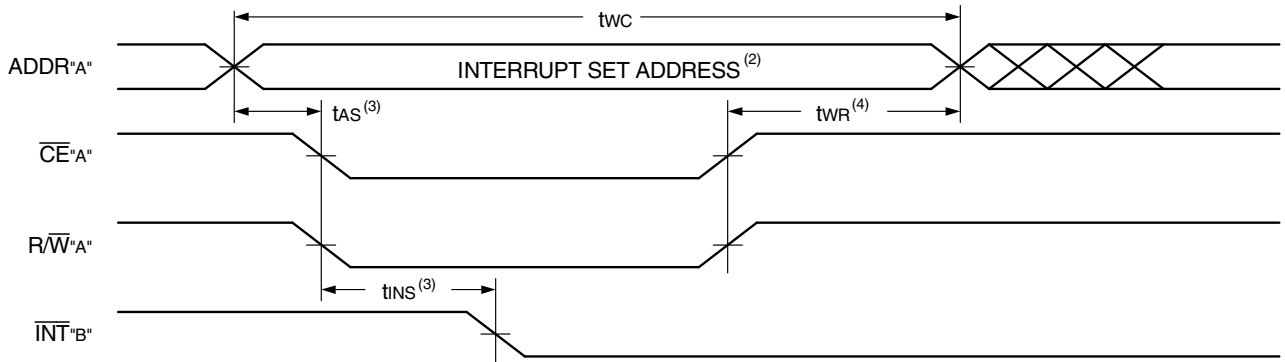 tWC
ADDR"A"
INTERRUPT SET ADDRESS(2)
tAS(3)
tWR(4)
CE"A"
R/W"A"
tINS(3)
INT"B"